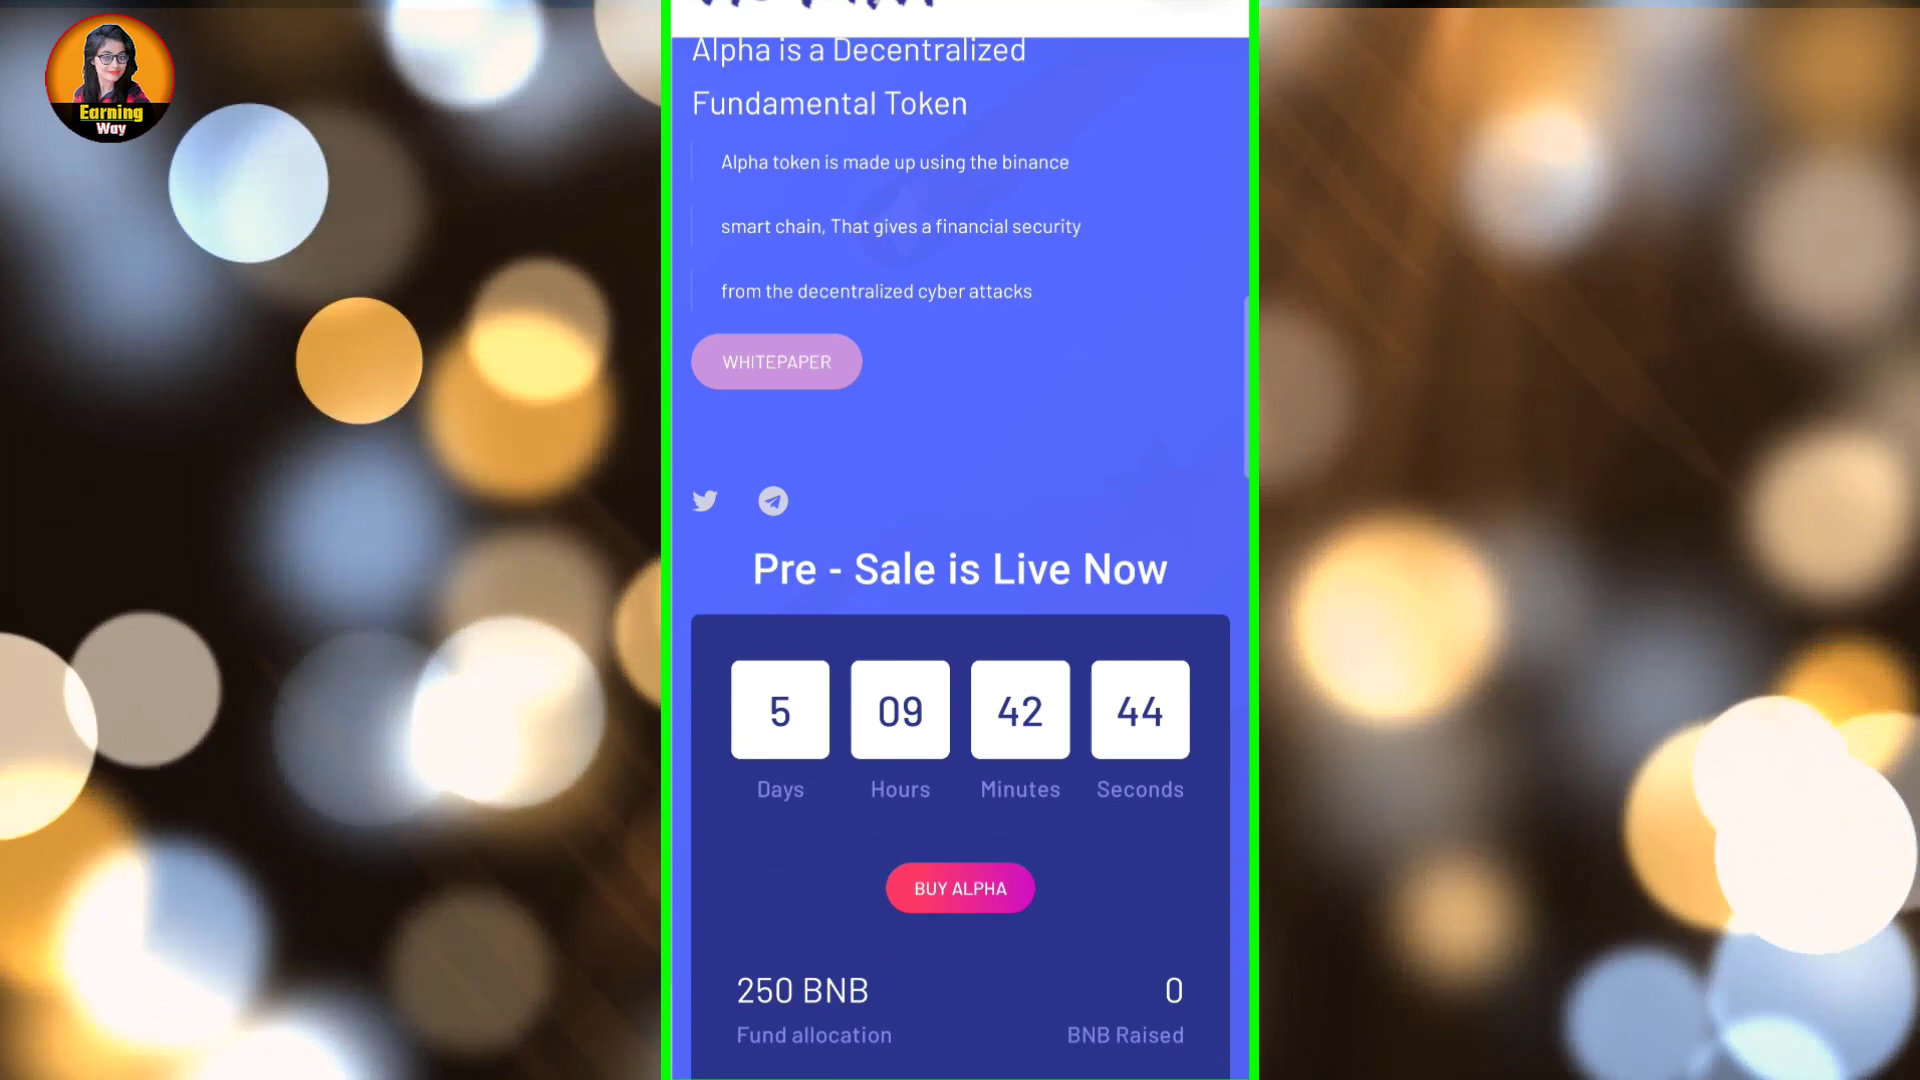 Earning
Way
Alpha is a Decentralized
Fundamental Token
Alpha token is made up using the binance
smart chain, That gives a financial security
from the decentralized cyber attacks
WHITEPAPER
Pre - Sale is Live Now
5 09 42 44
Days Hours Minutes Seconds
BUY ALPHA
250 BNB 0
Fund allocation BNB Raised